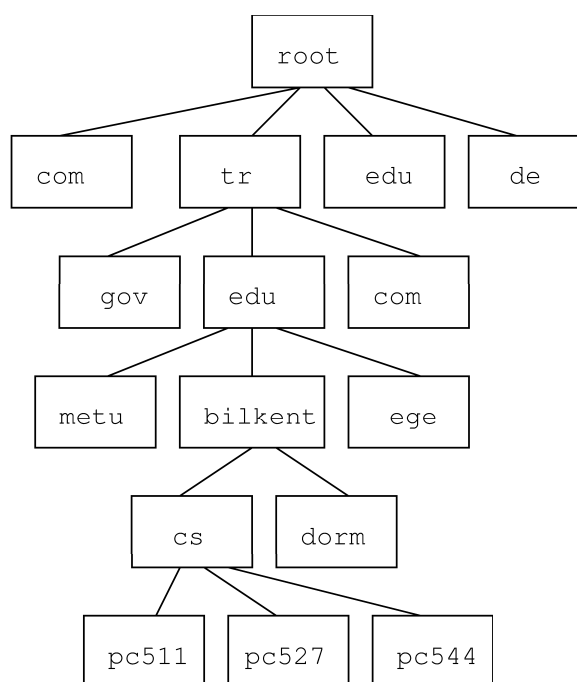 root
com tr edu de
gov edu com
metu bilkent ege
cs dorm
pc511 pc527 pc544